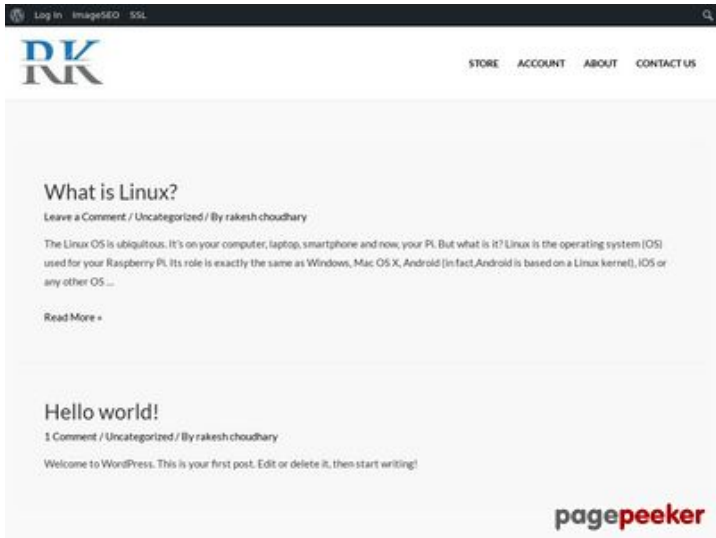 Log In ImageSEO SSL
RK
STORE ACCOUNT ABOUT CONTACT US
What is Linux?
Leave a Comment / Uncategorized / By rakesh choudhary
The Linux OS is ubiquitous. It's on your computer, laptop, smartphone and now, your Pi. But what is it? Linux is the operating system (OS)
used for your Raspberry Pi. Its role is exactly the same as Windows, Mac OS X, Android (in fact,Android is based on a Linux kernel), iOS or
any other OS ...
Read More »
Hello world!
1 Comment / Uncategorized / By rakesh choudhary
Welcome to WordPress. This is your first post. Edit or delete it, then start writing!
pagepeeker